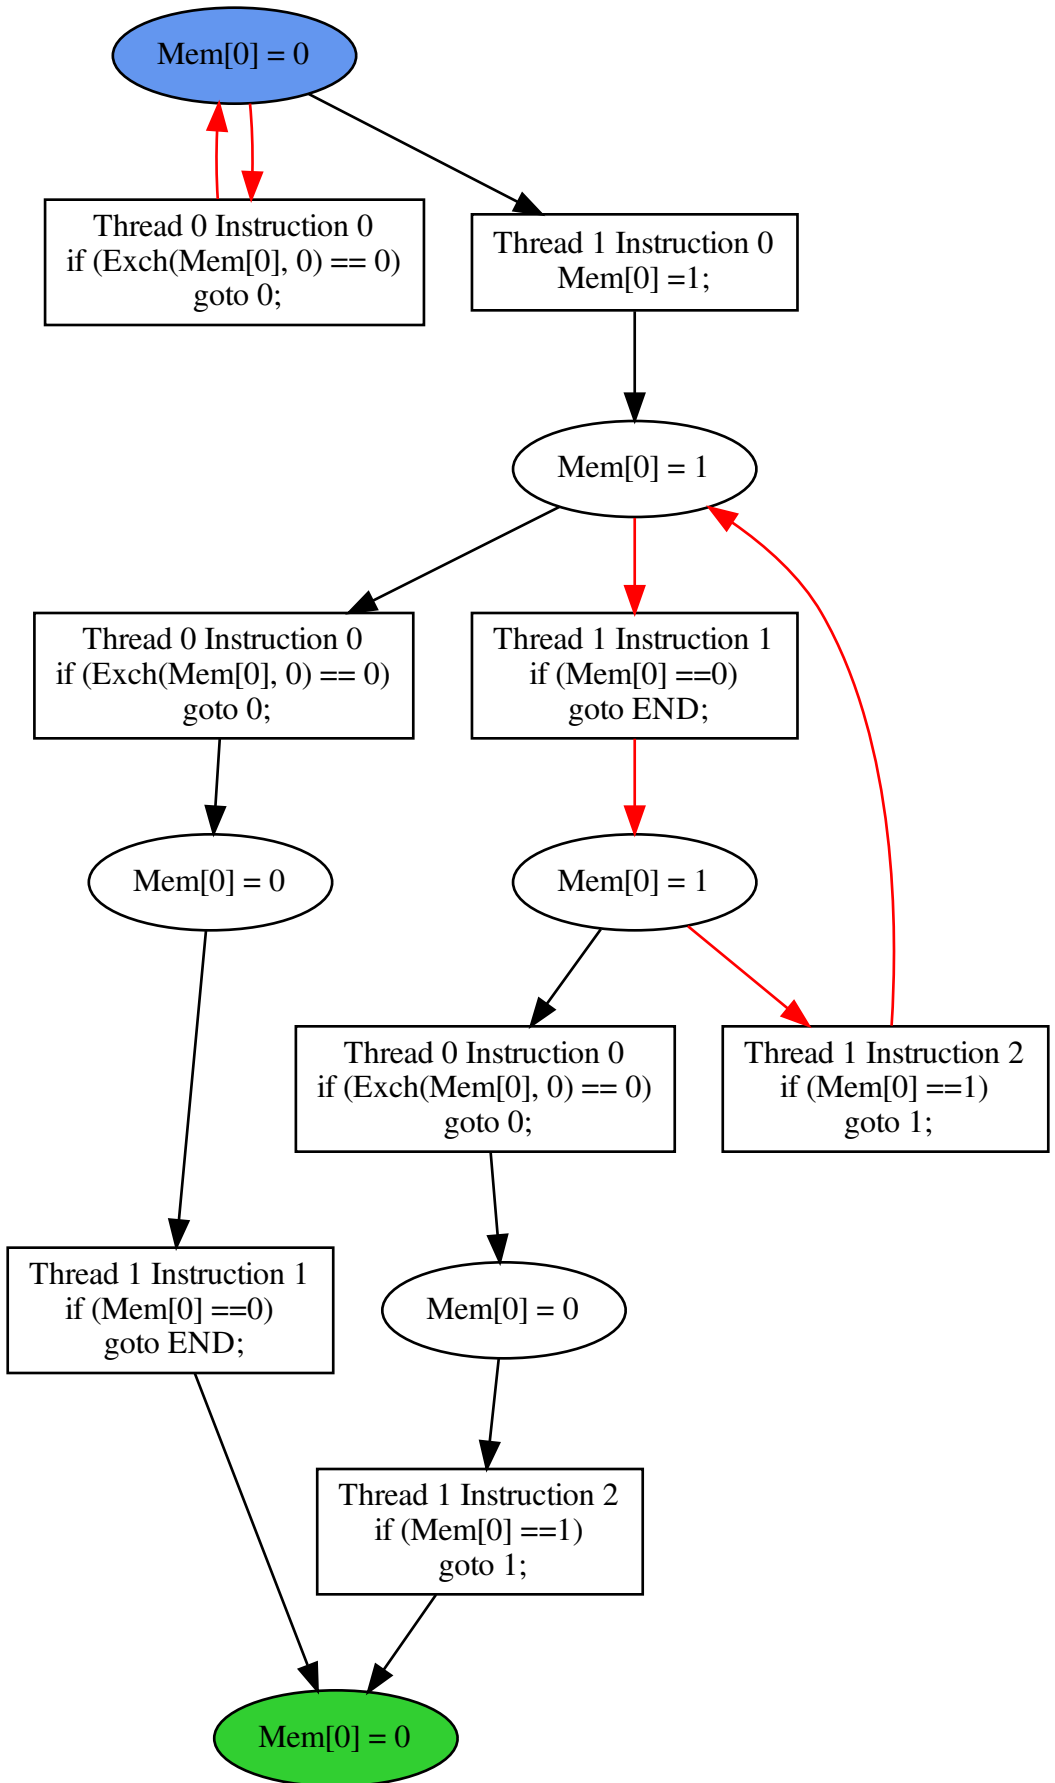 Mem[0] = 0
Thread 0 Instruction 0
if (Exch(Mem[0], 0) == 0)
goto 0;
Thread 1 Instruction 0
Mem[0] =1;
Mem[0] = 1
Thread 0 Instruction 0
if (Exch(Mem[0], 0) == 0)
goto 0;
Thread 1 Instruction 1
if (Mem[0] ==0)
goto END;
Mem[0] = 0
Mem[0] = 1
Thread 0 Instruction 0
if (Exch(Mem[0], 0) == 0)
goto 0;
Thread 1 Instruction 2
if (Mem[0] ==1)
goto 1;
Thread 1 Instruction 1
if (Mem[0] ==0)
goto END;
Mem[0] = 0
Thread 1 Instruction 2
if (Mem[0] ==1)
goto 1;
Mem[0] = 0